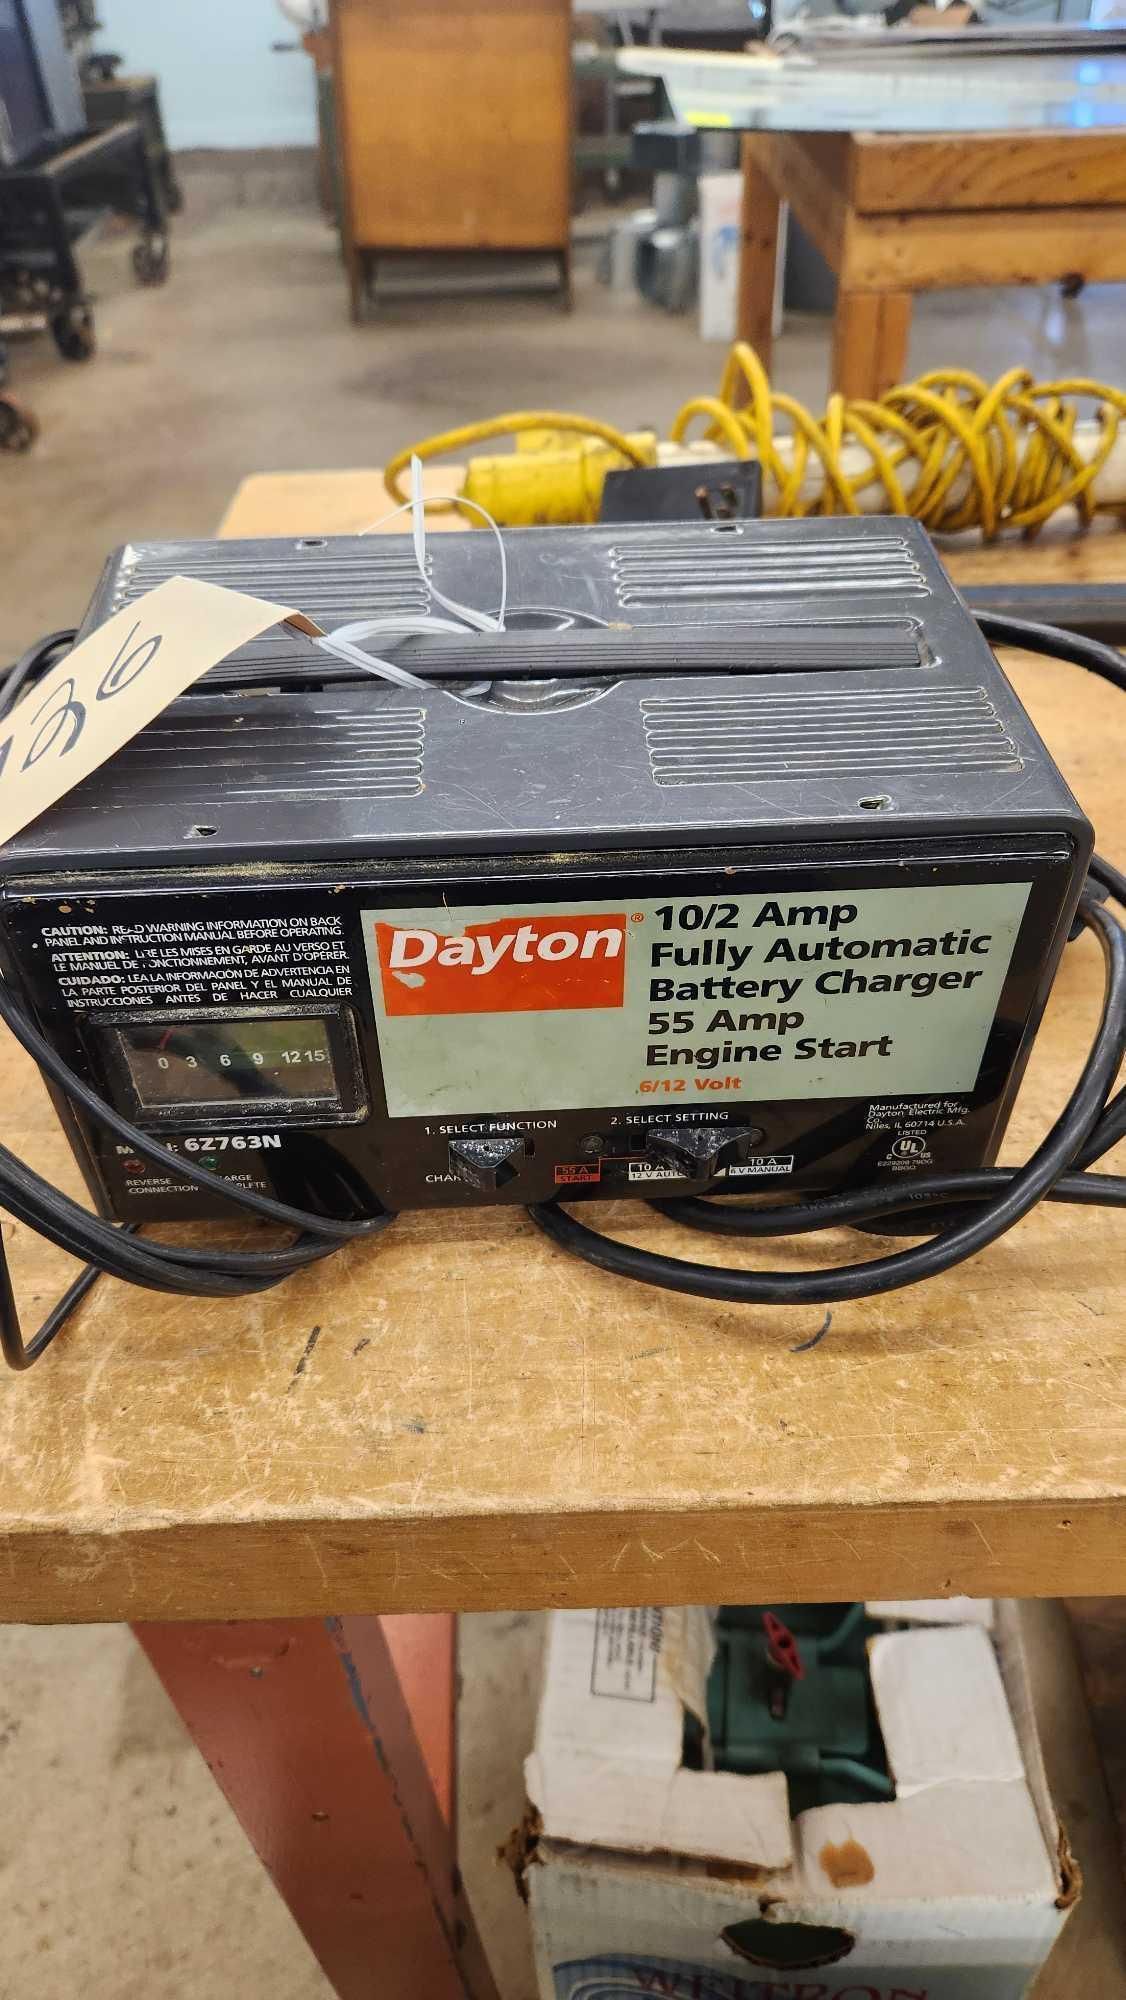 36
CAUTION: READ WARNING INFORMATION ON BACK
PANEL AND INSTRUCTION MANUAL BEFORE OPERATING.
ATTENTION: LIRE LES MISES EN GARDE AU VERSO ET
LE MANUEL DE FONCTIONNEMENT, AVANT D'OPÉRER.
CUIDADO: LEA LA INFORMACIÓN DE ADVERTENCIA EN
LA PARTE POSTERIOR DEL PANEL Y EL MANUAL DE
INSTRUCCIONES ANTES DE HACER CUALQUIER
0 3 6 9 12 15
6Z763N
REVERSE
CONNECTION
Dayton®
10/2 Amp
Fully Automatic
Battery Charger
55 Amp
Engine Start
6/12 Volt
1. SELECT FUNCTION
2. SELECT SETTING
55 A
START
10 A
12 V AUTO
10 A
6 V MANUAL
Manufactured for
Dayton Electric Mfg.
Co.
Niles, IL 60714 U.S.A.
LISTED
C UL US
105°C
WELTRON